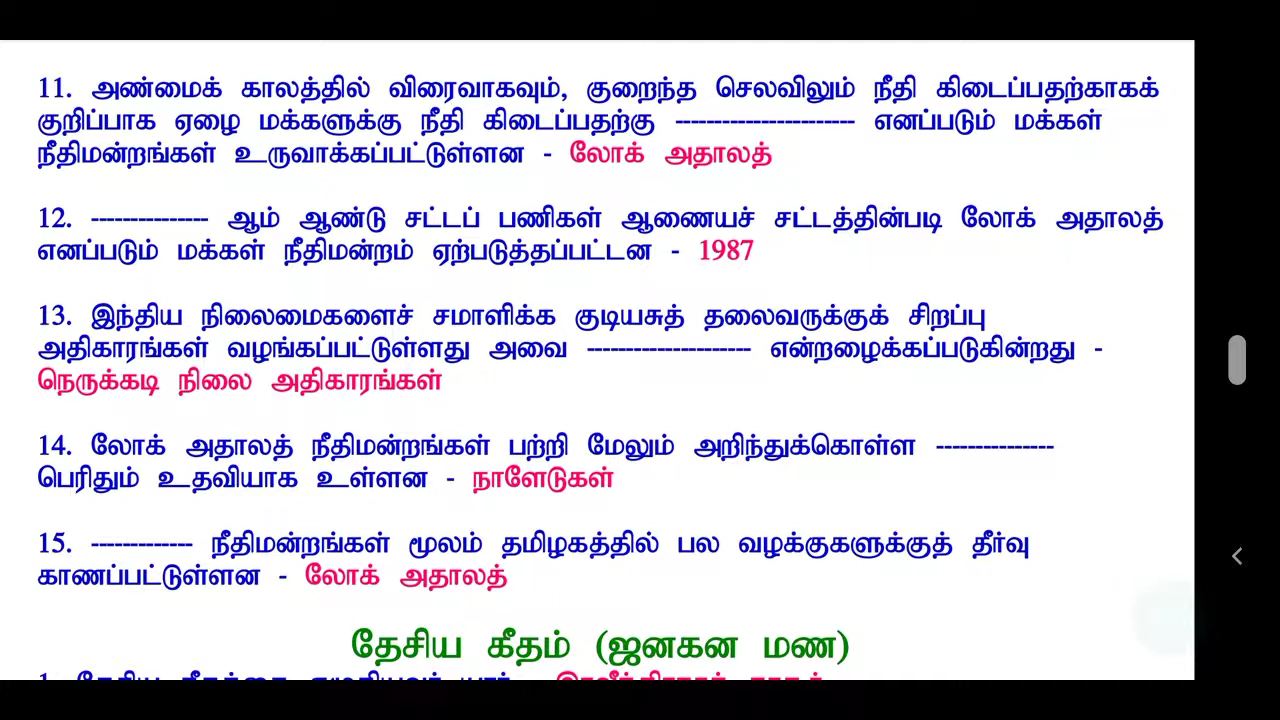 11. அண்மைக் காலத்தில் விரைவாகவும், குறைந்த செலவிலும் நீதி கிடைப்பதற்காகக்
குறிப்பாக ஏழை மக்களுக்கு நீதி கிடைப்பதற்கு ----------------------- எனப்படும் மக்கள்
நீதிமன்றங்கள் உருவாக்கப்பட்டுள்ளன - லோக் அதாலத்
12. --------------- ஆம் ஆண்டு சட்டப் பணிகள் ஆணையச் சட்டத்தின்படி லோக் அதாலத்
எனப்படும் மக்கள் நீதிமன்றம் ஏற்படுத்தப்பட்டன - 1987
13. இந்திய நிலைமைகளைச் சமாளிக்க குடியசுத் தலைவருக்குக் சிறப்பு
அதிகாரங்கள் வழங்கப்பட்டுள்ளது அவை --------------------- என்றழைக்கப்படுகின்றது -
நெருக்கடி நிலை அதிகாரங்கள்
14. லோக் அதாலத் நீதிமன்றங்கள் பற்றி மேலும் அறிந்துக்கொள்ள ---------------
பெரிதும் உதவியாக உள்ளன - நாளேடுகள்
15. ------------- நீதிமன்றங்கள் மூலம் தமிழகத்தில் பல வழக்குகளுக்குத் தீர்வு
காணப்பட்டுள்ளன - லோக் அதாலத்
தேசிய கீதம் (ஜனகன மண)